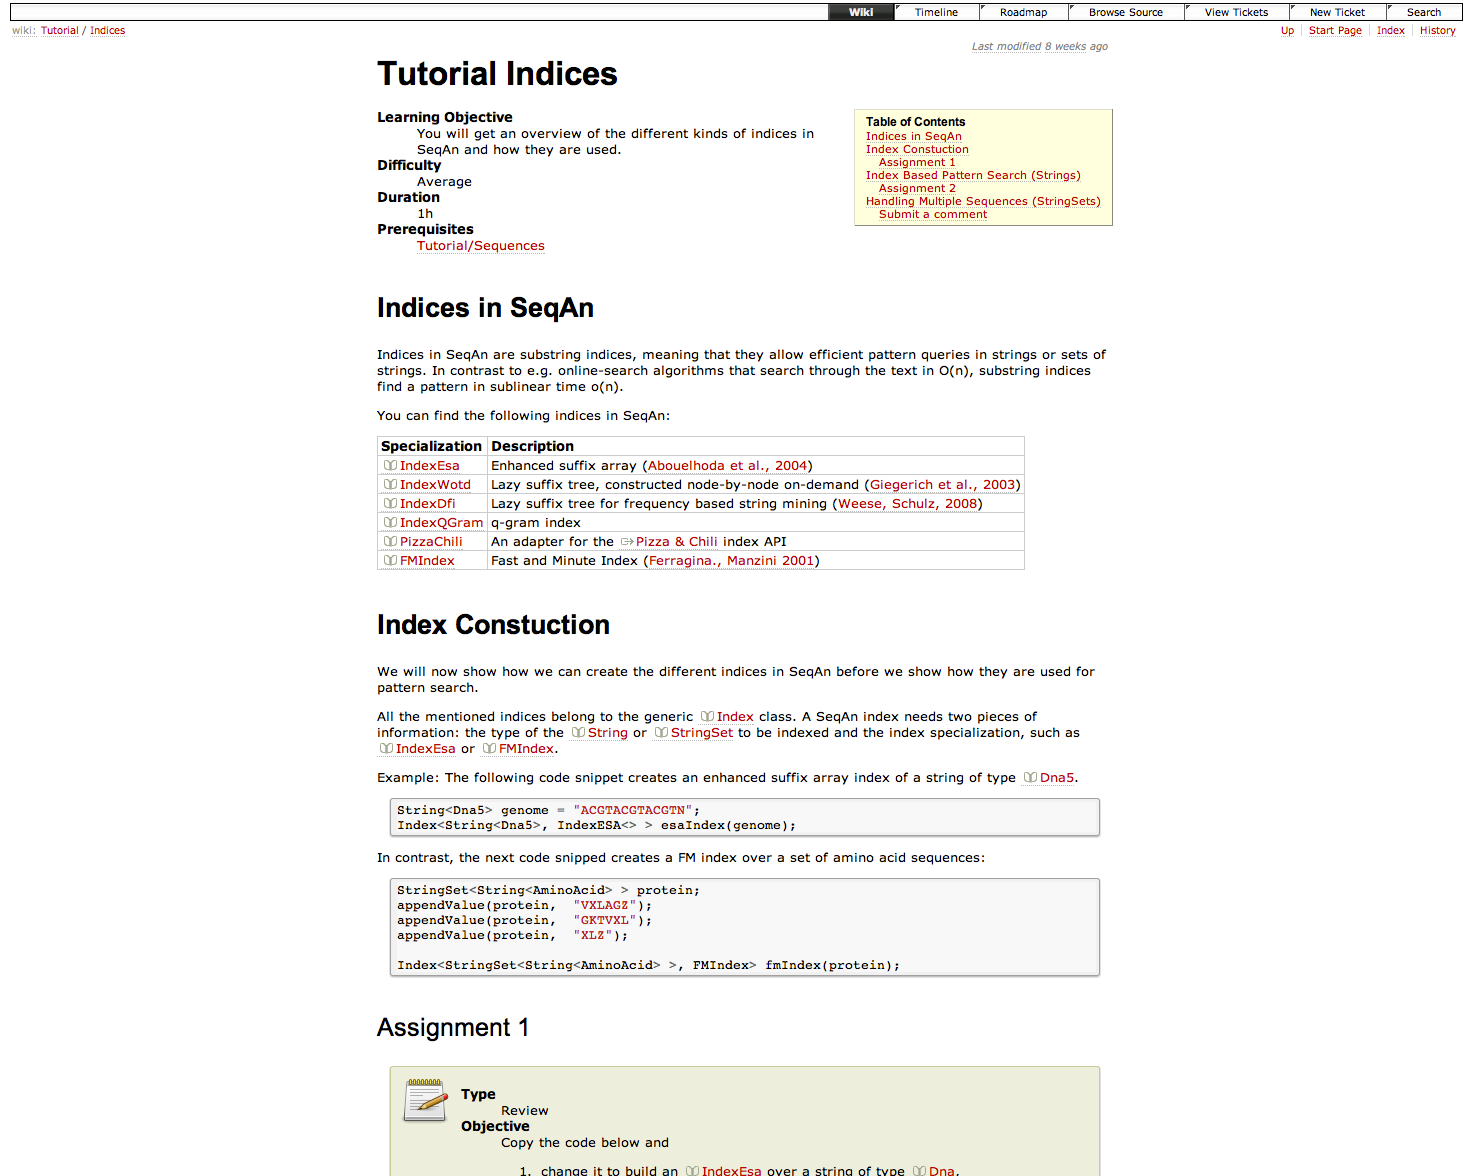 Wiki Timeline Roadmap Browse Source View Tickets New Ticket Search
wiki: Tutorial / Indices
Up Start Page Index History
Last modified 8 weeks ago
Tutorial Indices
Learning Objective
You will get an overview of the different kinds of indices in
SeqAn and how they are used.
Difficulty
Average
Duration
1h
Prerequisites
Tutorial/Sequences
Table of Contents
Indices in SeqAn
Index Constuction
Assignment 1
Index Based Pattern Search (Strings)
Assignment 2
Handling Multiple Sequences (StringSets)
Submit a comment
Indices in SeqAn
Indices in SeqAn are substring indices, meaning that they allow efficient pattern queries in strings or sets of
strings. In contrast to e.g. online-search algorithms that search through the text in O(n), substring indices
find a pattern in sublinear time o(n).
You can find the following indices in SeqAn:
Specialization Description
IndexEsa Enhanced suffix array (Abouelhoda et al., 2004)
IndexWotd Lazy suffix tree, constructed node-by-node on-demand (Giegerich et al., 2003)
IndexDfi Lazy suffix tree for frequency based string mining (Weese, Schulz, 2008)
IndexQGram q-gram index
PizzaChili An adapter for the Pizza & Chili index API
FMIndex Fast and Minute Index (Ferragina., Manzini 2001)
Index Constuction
We will now show how we can create the different indices in SeqAn before we show how they are used for
pattern search.
All the mentioned indices belong to the generic Index class. A SeqAn index needs two pieces of
information: the type of the String or StringSet to be indexed and the index specialization, such as
IndexEsa or FMIndex.
Example: The following code snippet creates an enhanced suffix array index of a string of type Dna5.
String<Dna5> genome = "ACGTACGTACGTN";
Index<String<Dna5>, IndexESA<> > esaIndex(genome);
In contrast, the next code snipped creates a FM index over a set of amino acid sequences:
StringSet<String<AminoAcid> > protein;
appendValue(protein, "VXLAGZ");
appendValue(protein, "GKTVXL");
appendValue(protein, "XLZ");
Index<StringSet<String<AminoAcid> >, FMIndex> fmIndex(protein);
Assignment 1
Type
Review
Objective
Copy the code below and
1. change it to build an IndexEsa over a string of type Dna,